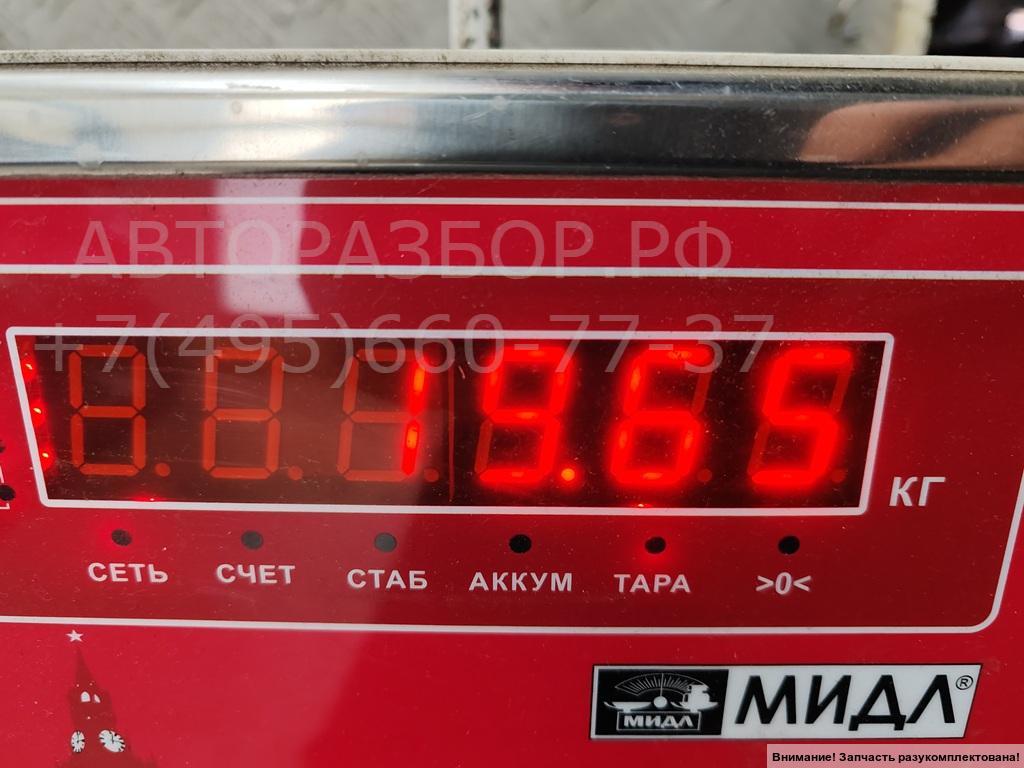 АВТОРАЗБОР.РФ
+7(495)660-77-37
19.65
КГ
СЕТЬ СЧЕТ СТАБ АККУМ ТАРА >0<
МИДЛ МИДЛ®
Внимание! Запчасть разукомплектована!